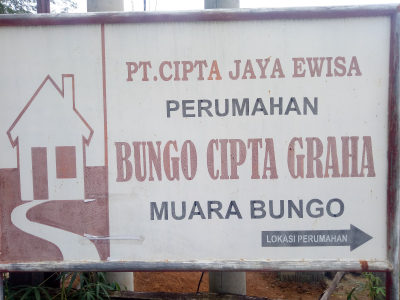 PT.CIPTA JAYA EWISA
PERUMAHAN
BUNGO CIPTA GRAHA
MUARA BUNGO
LOKASI PERUMAHAN